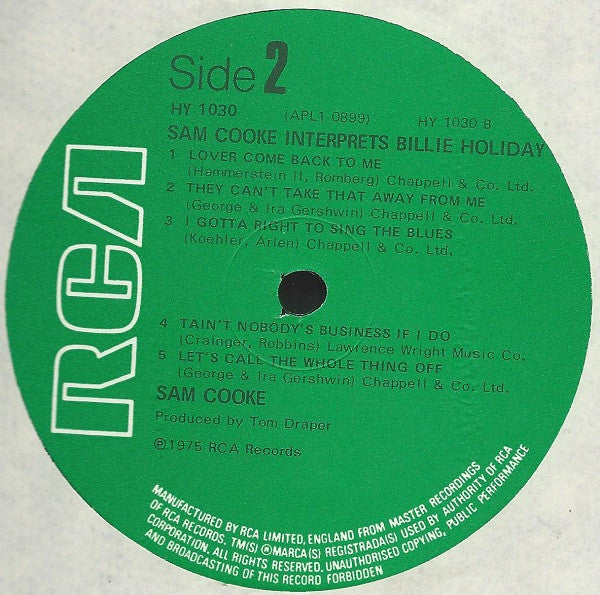 Side 2
HY 1030 (APL1-0899) HY 1030 B
SAM COOKE INTERPRETS BILLIE HOLIDAY
1 LOVER COME BACK TO ME
(Hammerstein II, Romberg) Chappell & Co. Ltd.
2 THEY CAN'T TAKE THAT AWAY FROM ME
(George & Ira Gershwin) Chappell & Co. Ltd.
3 I GOTTA RIGHT TO SING THE BLUES
(Koehler, Arlen) Chappell & Co. Ltd.
RCA
4 TAIN'T NOBODY'S BUSINESS IF I DO
(Crainger, Robbins) Lawrence Wright Music Co.
5 LET'S CALL THE WHOLE THING OFF
(George & Ira Gershwin) Chappell & Co. Ltd.
SAM COOKE
Produced by Tom Draper
℗1975 RCA Records
MANUFACTURED BY RCA LIMITED, ENGLAND FROM MASTER RECORDINGS
OF RCA RECORDS. TM(S) ® MARCA(S) REGISTRADA(S) USED BY AUTHORITY OF RCA
CORPORATION. ALL RIGHTS RESERVED. UNAUTHORISED COPYING, PUBLIC PERFORMANCE
AND BROADCASTING OF THIS RECORD FORBIDDEN